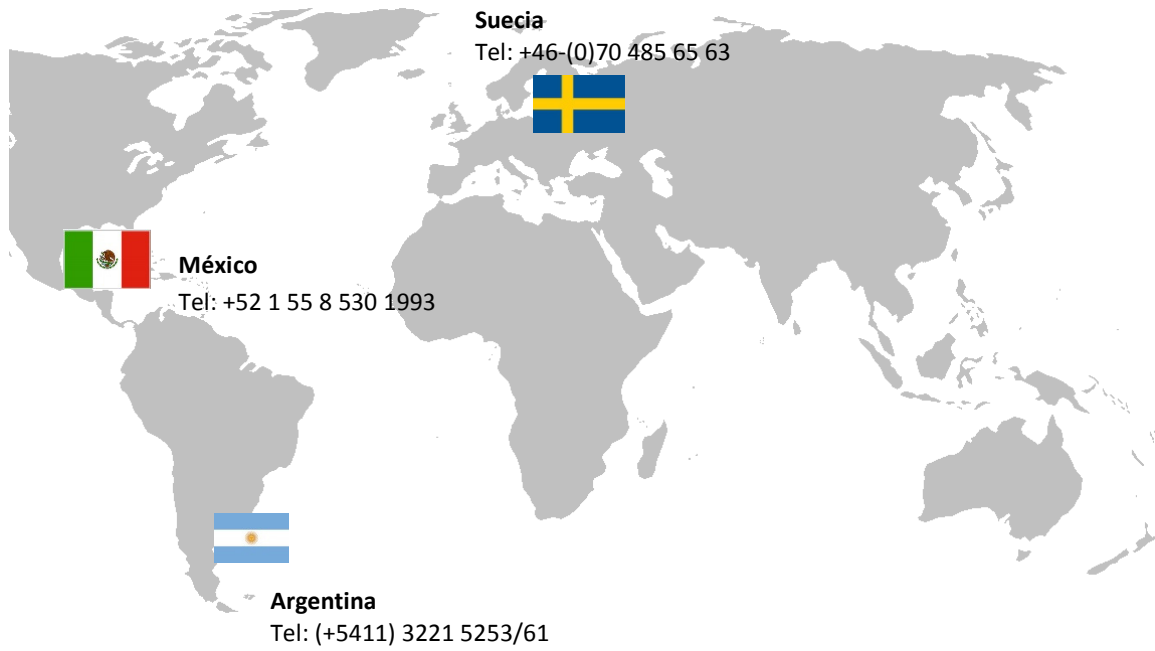 Suecia
Tel: +46-(0)70 485 65 63
México
Tel: +52 1 55 8 530 1993
Argentina
Tel: (+5411) 3221 5253/61